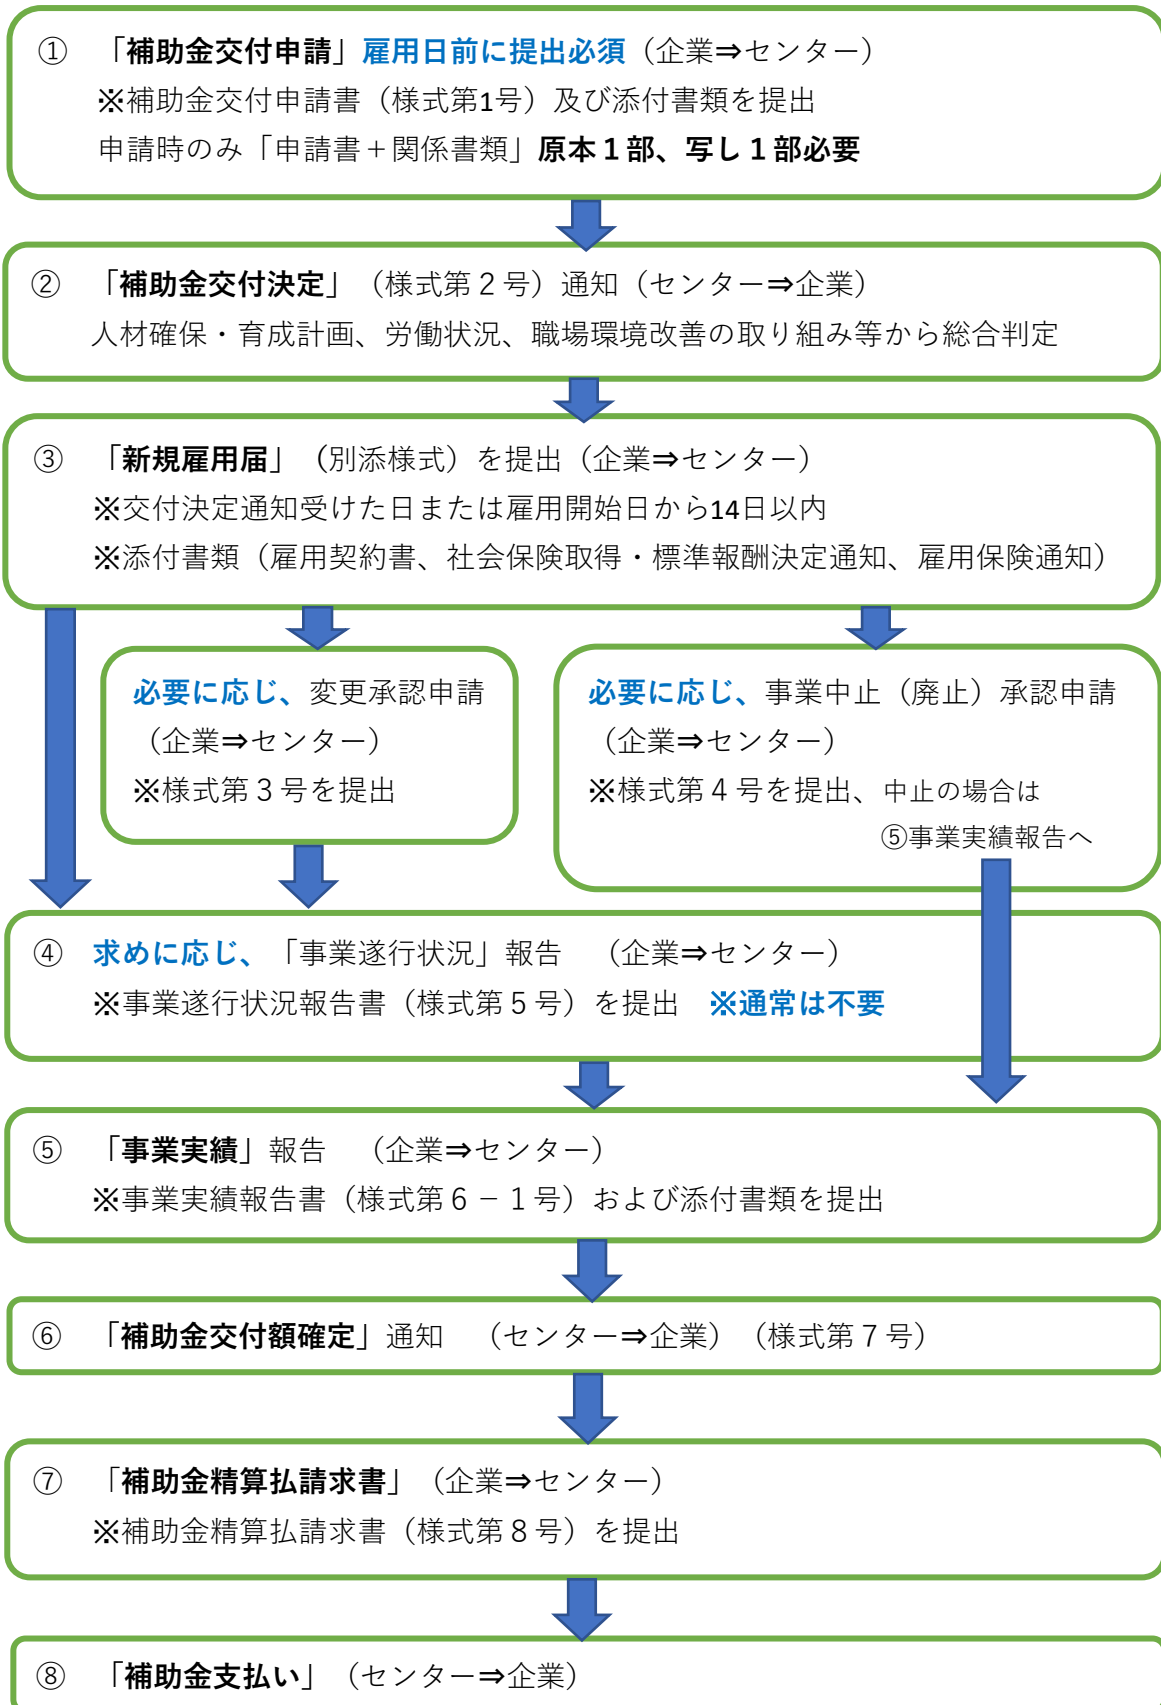 ① 「補助金交付申請」雇用日前に提出必須（企業⇒センター）
※補助金交付申請書（様式第1号）及び添付書類を提出
申請時のみ「申請書＋関係書類」原本１部、写し１部必要
② 「補助金交付決定」（様式第２号）通知（センター⇒企業）
人材確保・育成計画、労働状況、職場環境改善の取り組み等から総合判定
③ 「新規雇用届」（別添様式）を提出（企業⇒センター）
※交付決定通知受けた日または雇用開始日から14日以内
※添付書類（雇用契約書、社会保険取得・標準報酬決定通知、雇用保険通知）
必要に応じ、変更承認申請
（企業⇒センター）
※様式第３号を提出
必要に応じ、事業中止（廃止）承認申請
（企業⇒センター）
※様式第４号を提出、中止の場合は
⑤事業実績報告へ
④ 求めに応じ、「事業遂行状況」報告 （企業⇒センター）
※事業遂行状況報告書（様式第５号）を提出 ※通常は不要
⑤ 「事業実績」報告 （企業⇒センター）
※事業実績報告書（様式第６－１号）および添付書類を提出
⑥ 「補助金交付額確定」通知 （センター⇒企業）（様式第７号）
⑦ 「補助金精算払請求書」（企業⇒センター）
※補助金精算払請求書（様式第８号）を提出
⑧ 「補助金支払い」（センター⇒企業）